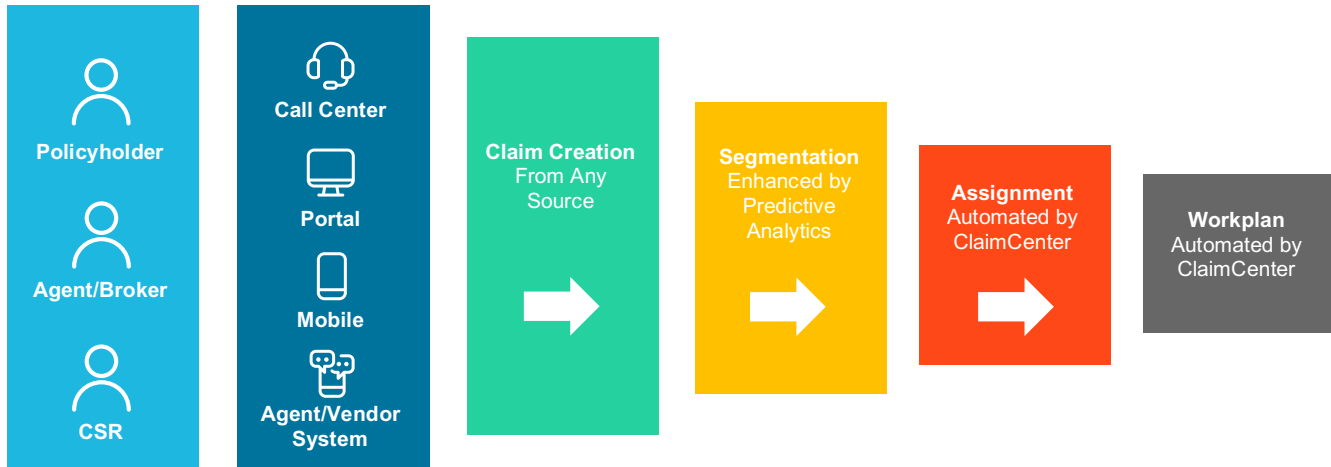 Policyholder
Agent/Broker
CSR
Call Center
Portal
Mobile
Agent/Vendor
System
Claim Creation
From Any
Source
Segmentation
Enhanced by
Predictive
Analytics
Assignment
Automated by
ClaimCenter
Workplan
Automated by
ClaimCenter